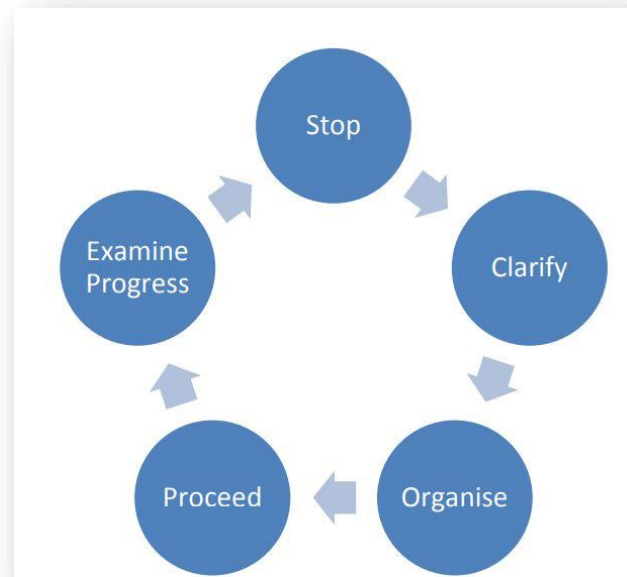 Stop
Clarify
Organise
Proceed
Examine
Progress